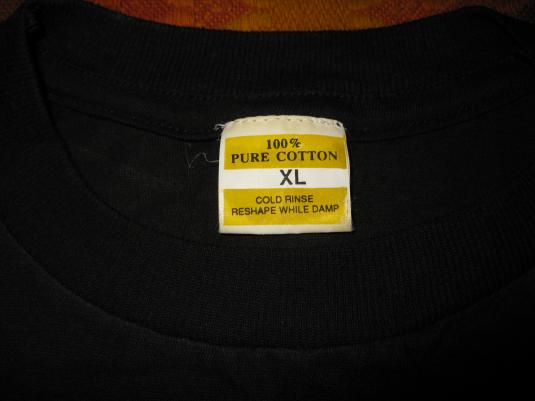 100%
PURE COTTON
XL
COLD RINSE
RESHAPE WHILE DAMP